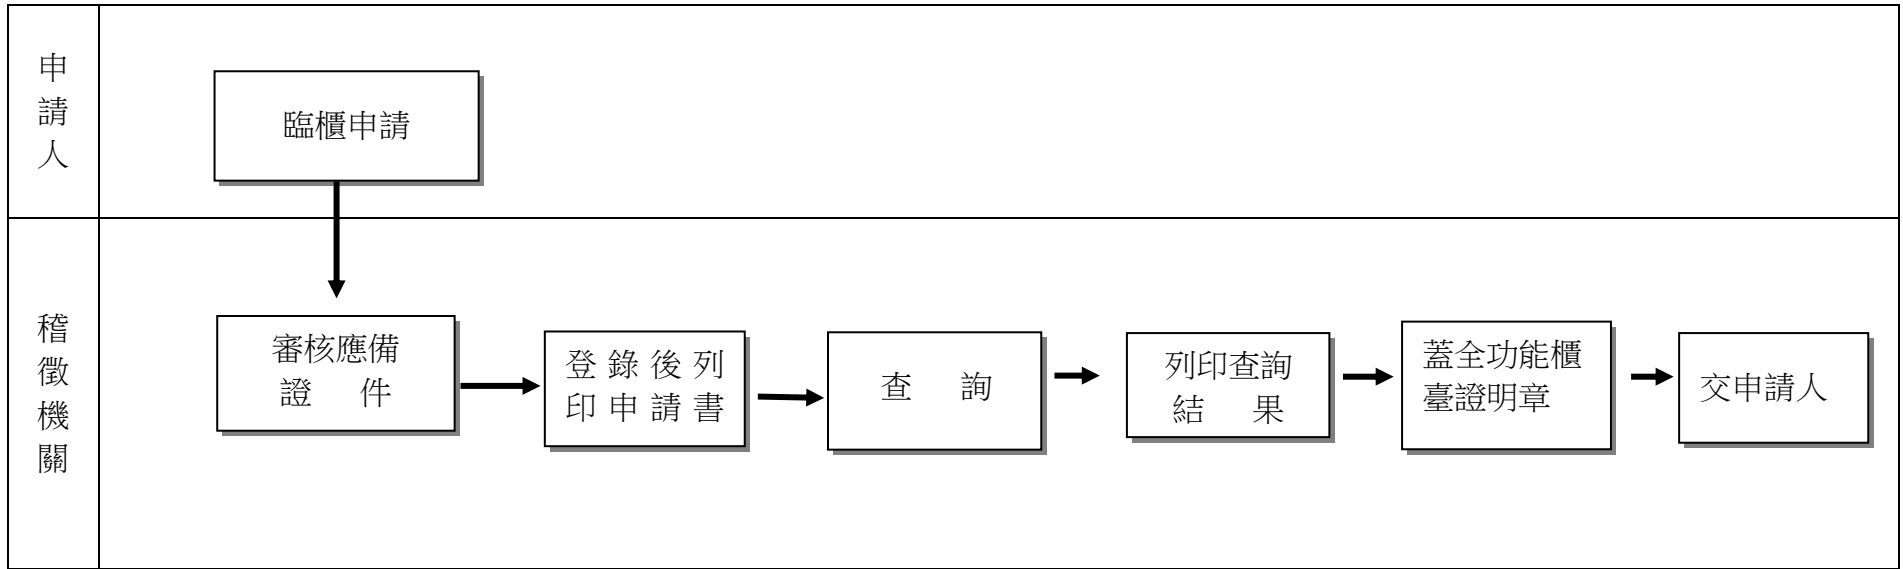 申請人
臨櫃申請
稽徵機關
審核應備
證件
登錄後列
印申請書
查詢
列印查詢
結果
蓋全功能櫃
臺證明章
交申請人